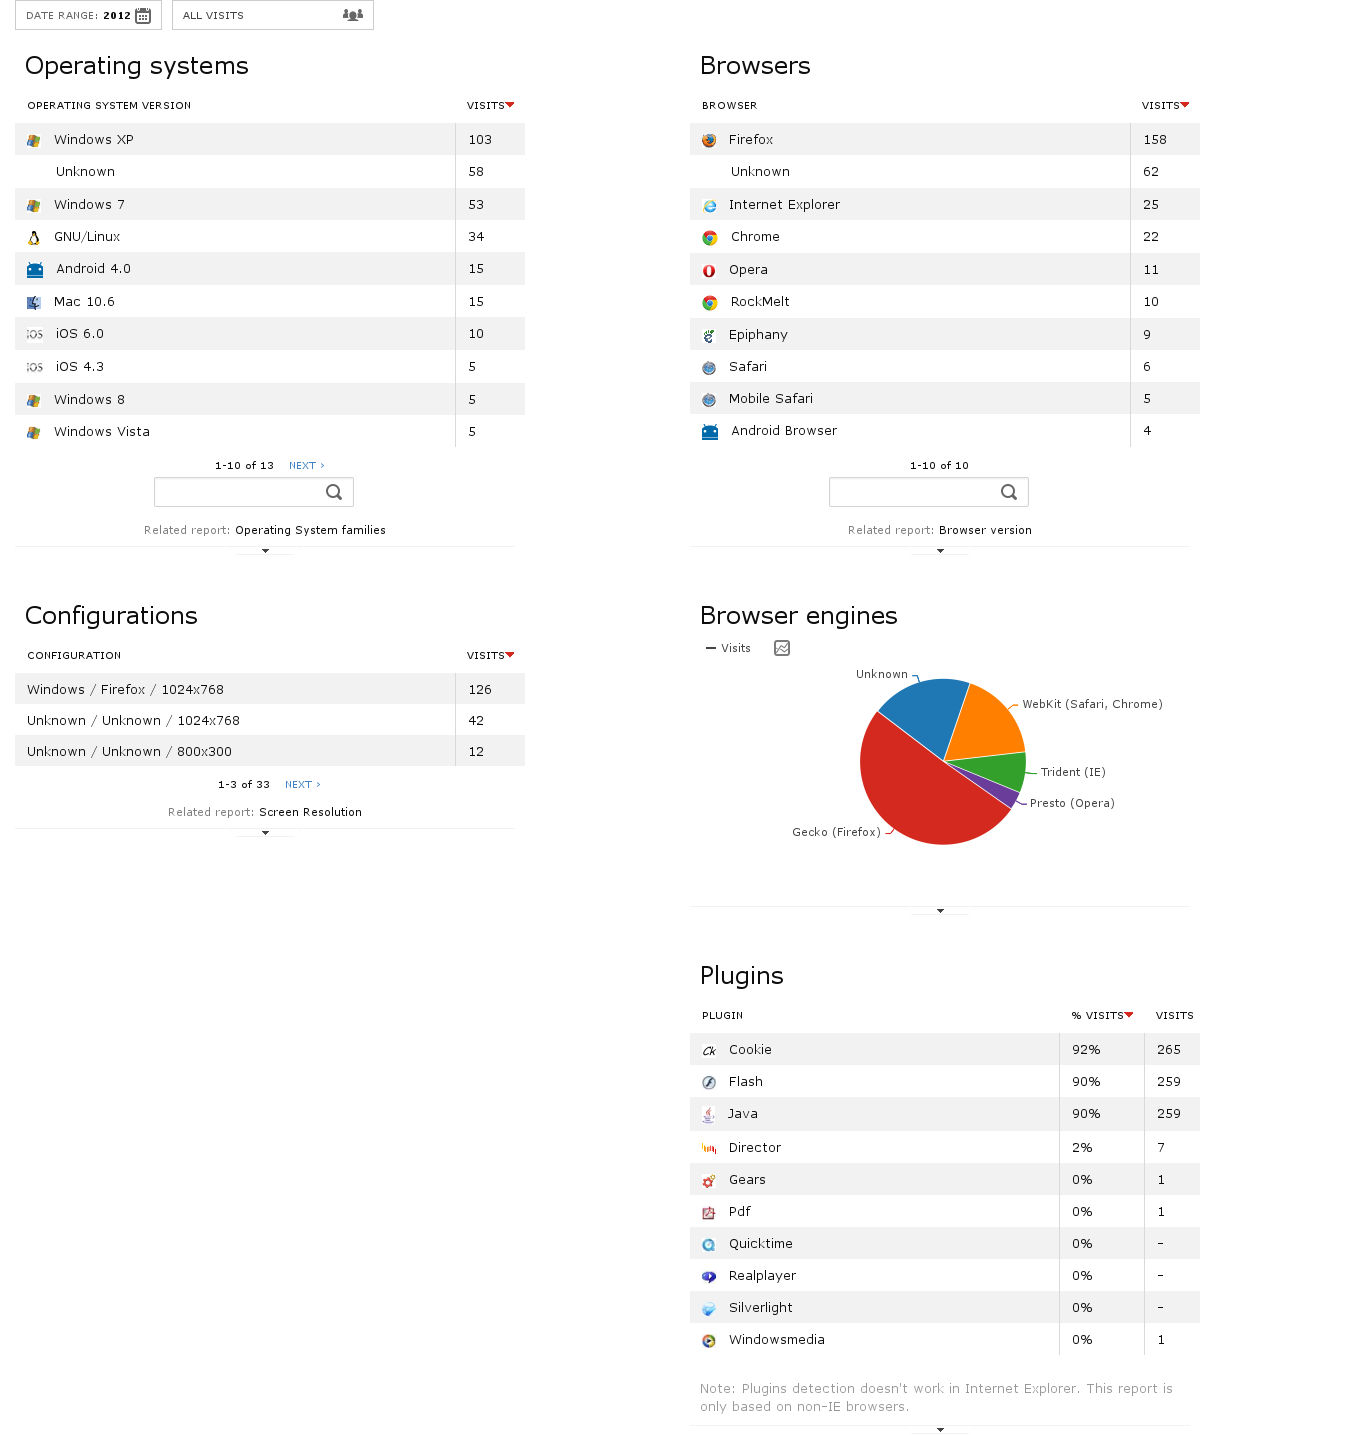 DATE RANGE: 2012
ALL VISITS
Operating systems
OPERATING SYSTEM VERSION VISITS
Windows XP 103
Unknown 58
Windows 7 53
GNU/Linux 34
Android 4.0 15
Mac 10.6 15
iOS iOS 6.0 10
iOS iOS 4.3 5
Windows 8 5
Windows Vista 5
1-10 of 13 NEXT ›
Related report: Operating System families
Browsers
BROWSER VISITS
Firefox 158
Unknown 62
Internet Explorer 25
Chrome 22
Opera 11
RockMelt 10
Epiphany 9
Safari 6
Mobile Safari 5
Android Browser 4
1-10 of 10
Related report: Browser version
Configurations
CONFIGURATION VISITS
Windows / Firefox / 1024x768 126
Unknown / Unknown / 1024x768 42
Unknown / Unknown / 800x300 12
1-3 of 33 NEXT ›
Related report: Screen Resolution
Browser engines
Visits
Unknown
WebKit (Safari, Chrome)
Trident (IE)
Presto (Opera)
Gecko (Firefox)
Plugins
PLUGIN % VISITS VISITS
Ck Cookie 92% 265
Flash 90% 259
Java 90% 259
Director 2% 7
Gears 0% 1
Pdf 0% 1
Quicktime 0% -
Realplayer 0% -
Silverlight 0% -
Windowsmedia 0% 1
Note: Plugins detection doesn't work in Internet Explorer. This report is
only based on non-IE browsers.